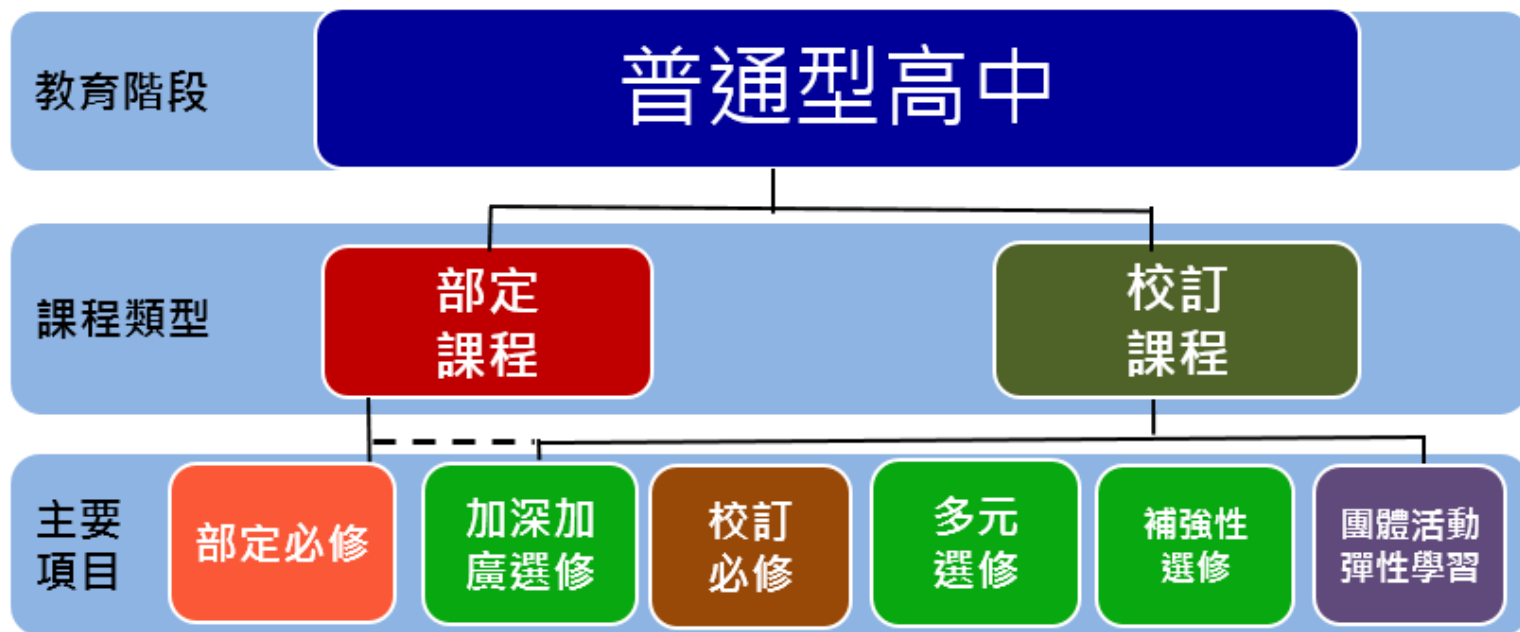 教育階段
普通型高中
課程類型
部定
課程
校訂
課程
主要
項目
部定必修
加深加
廣選修
校訂
必修
多元
選修
補強性
選修
團體活動
彈性學習